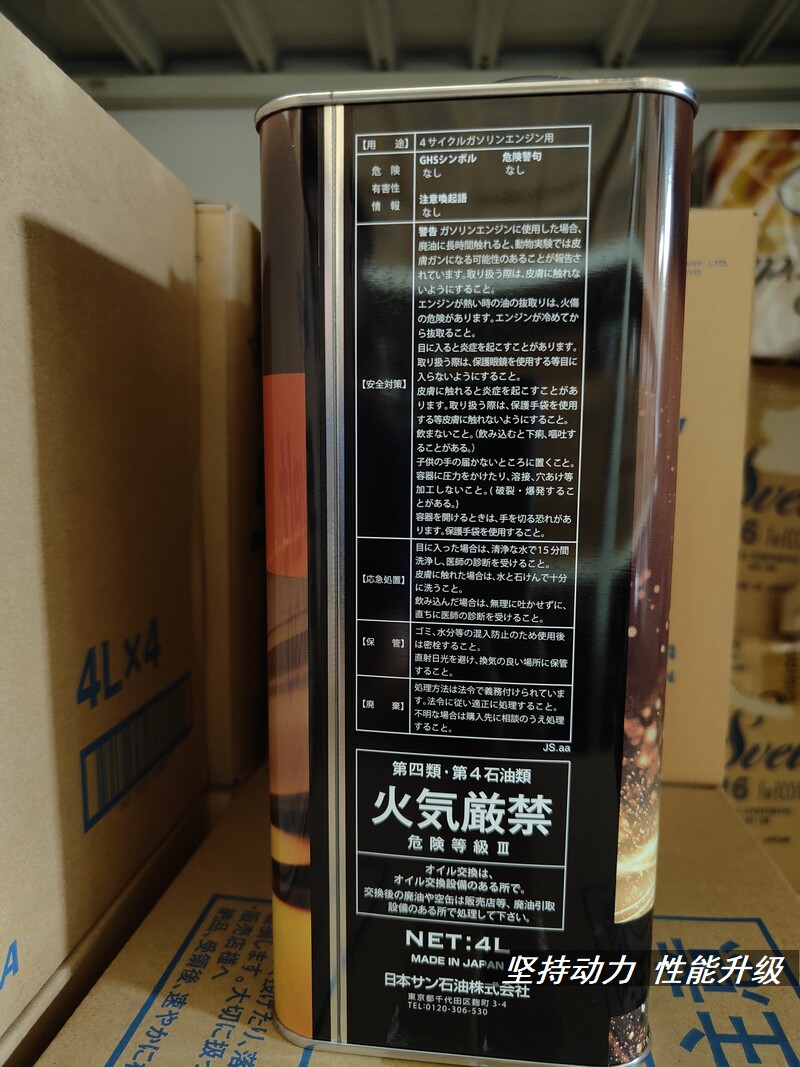 【用 途】 4サイクルガソリンエンジン用
危 険
有害性
情 報
GHSシンボル 危険警句
なし なし
注意喚起語
なし
【安全対策】
警告 ガソリンエンジンに使用した場合、
廃油に長時間触れると、動物実験では皮
膚ガンになる可能性のあることが報告さ
れています。取り扱う際は、皮膚に触れな
いようにすること。
エンジンが熱い時の油の抜取りは、火傷
の危険があります。エンジンが冷めてか
ら抜取ること。
目に入ると炎症を起こすことがあります。
取り扱う際は、保護眼鏡を使用する等目に
入らないようにすること。
皮膚に触れると炎症を起こすことがあ
ります。取り扱う際は、保護手袋を使用
する等皮膚に触れないようにすること。
飲まないこと。(飲み込むと下痢、嘔吐す
ることがある。)
子供の手の届かないところに置くこと。
容器に圧力をかけたり、溶接、穴あけ等
加工しないこと。(破裂・爆発するこ
とがある。)
容器を開けるときは、手を切る恐れがあ
ります。保護手袋を使用すること。
【応急処置】
目に入った場合は、清浄な水で15分間
洗浄し、医師の診断を受けること。
皮膚に触れた場合は、水と石けんで十分
に洗うこと。
飲み込んだ場合は、無理に吐かせずに、
直ちに医師の診断を受けること。
【保 管】
ゴミ、水分等の混入防止のため使用後
は密栓すること。
直射日光を避け、換気の良い場所に保管
すること。
【廃 棄】
処理方法は法令で義務付けられていま
す。法令に従い適正に処理すること。
不明な場合は購入先に相談のうえ処理
すること。
JS.aa
第四類・第4石油類
火気厳禁
危険等級Ⅲ
オイル交換は、
オイル交換設備のある所で。
交換後の廃油や空缶は販売店等、廃油引取
設備のある所で処理して下さい。
NET:4L
MADE IN JAPAN
日本サン石油株式会社
東京都千代田区麹町 3-4
TEL:0120-306-530
4L×4
坚持动力 性能升级